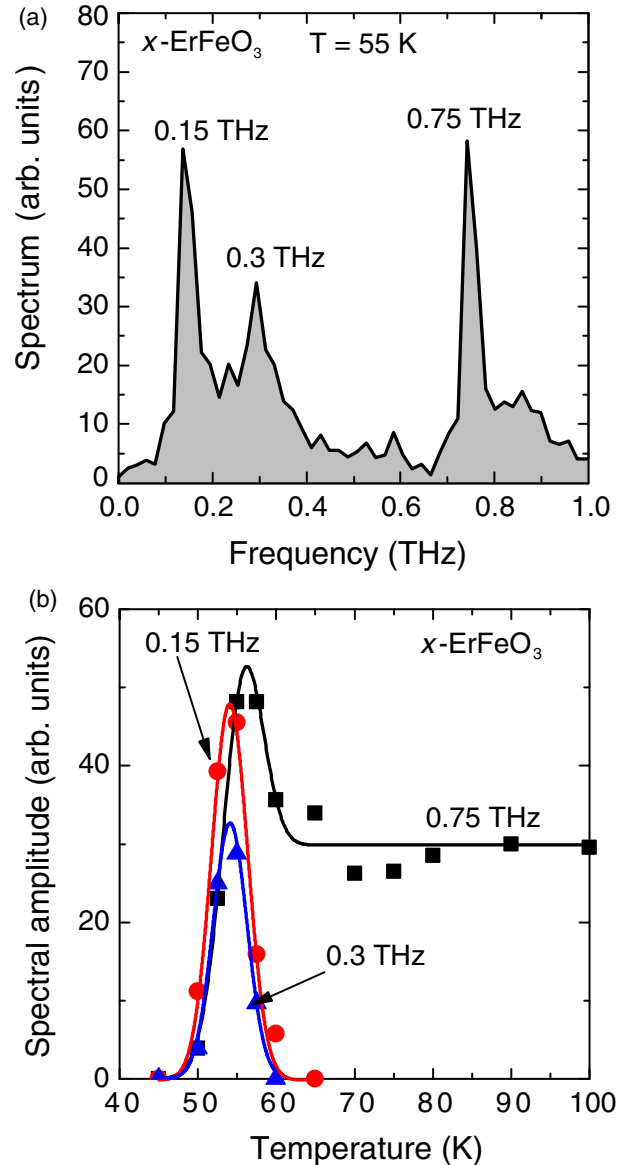 (a)
x-ErFeO3 T = 55 K
0.15 THz
0.3 THz
0.75 THz
80
70
60
50
40
30
20
10
0
Spectrum (arb. units)
0.0 0.2 0.4 0.6 0.8 1.0
Frequency (THz)
(b)
0.15 THz
x-ErFeO3
0.75 THz
0.3 THz
60
40
20
0
Spectral amplitude (arb. units)
40 50 60 70 80 90 100
Temperature (K)